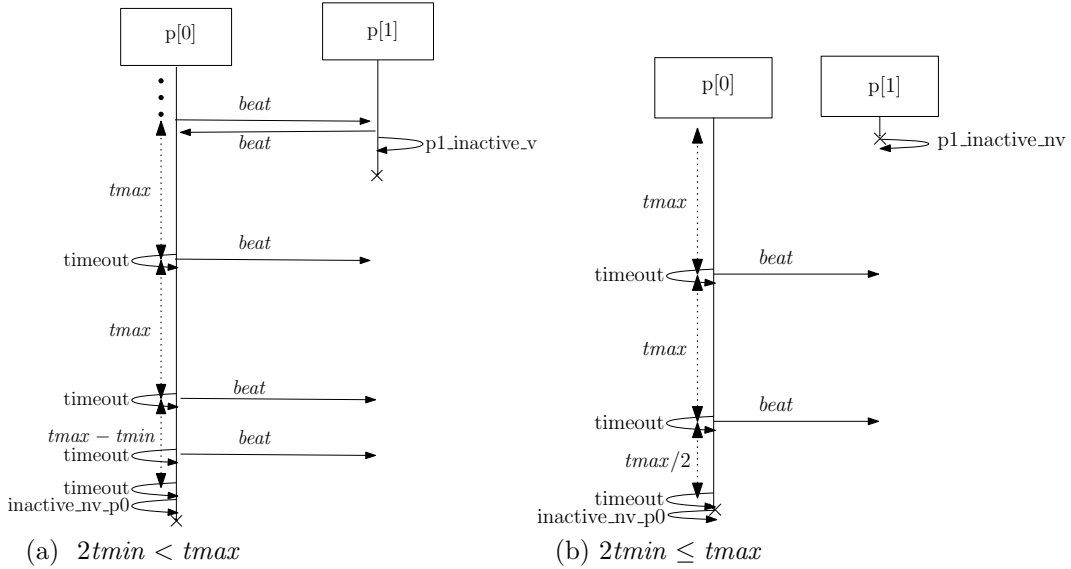 p[0]
p[1]
beat
beat
p1_inactive_v
tmax
timeout
beat
tmax
timeout
beat
tmax − tmin
timeout
beat
timeout
inactive_nv_p0
(a) 2tmin < tmax
p[0]
p[1]
p1_inactive_nv
tmax
timeout
beat
tmax
timeout
beat
tmax/2
timeout
inactive_nv_p0
(b) 2tmin ≤ tmax